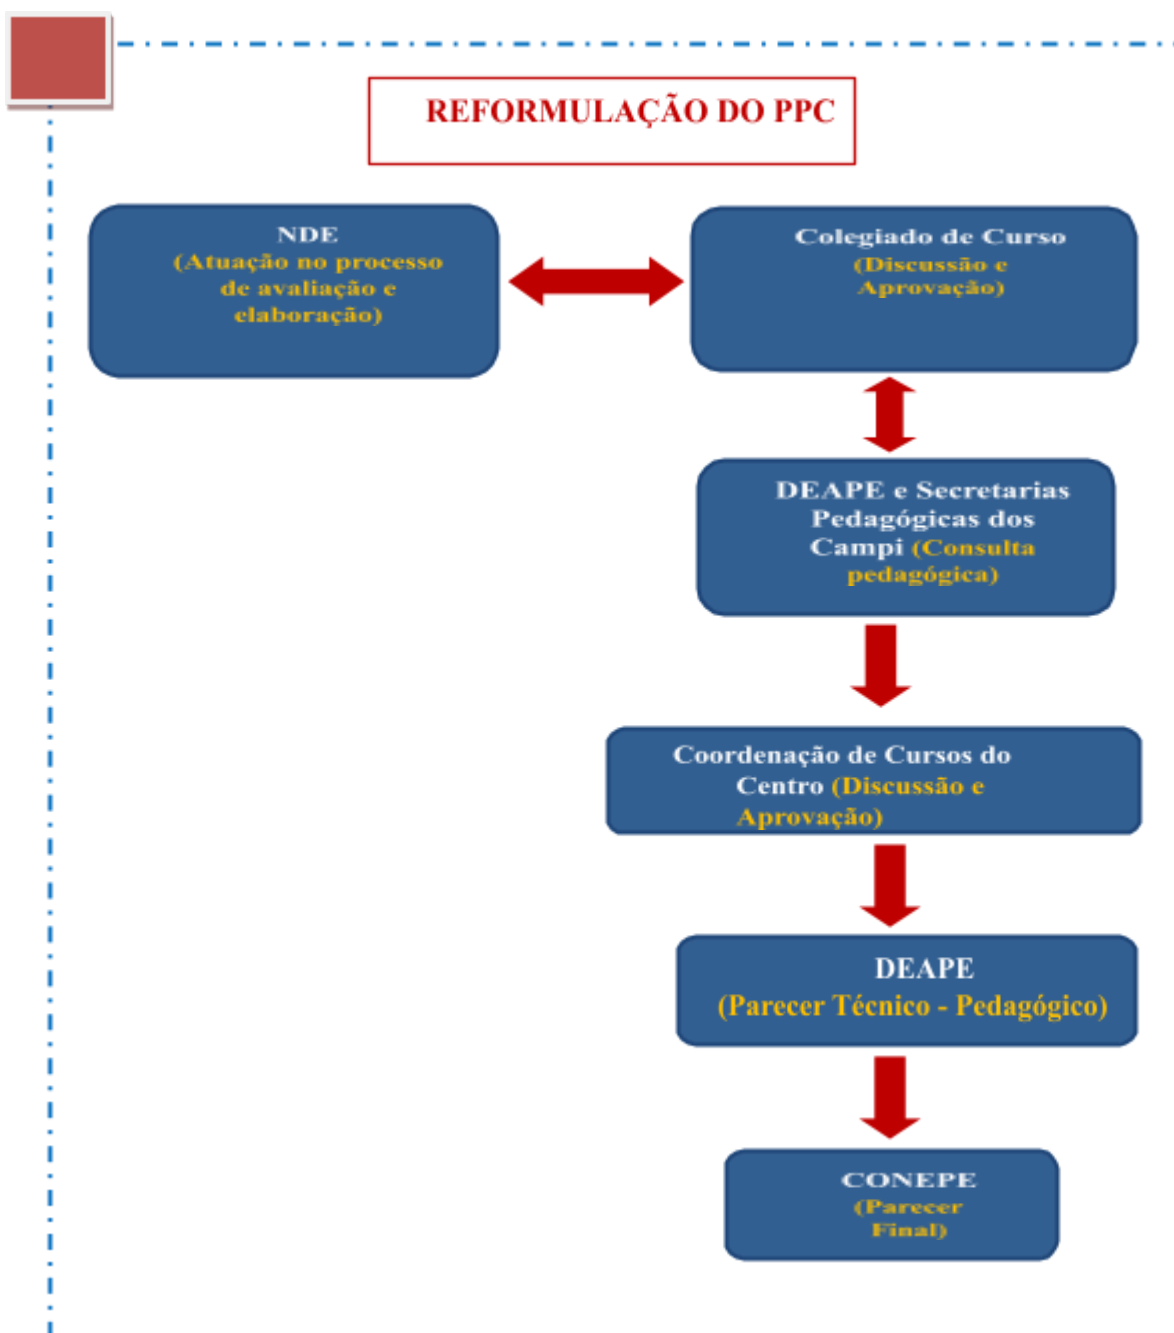 REFORMULAÇÃO DO PPC
NDE
(Atuação no processo
de avaliação e
elaboração)
Colegiado de Curso
(Discussão e
Aprovação)
DEAPE e Secretarias
Pedagógicas dos
Campi (Consulta
pedagógica)
Coordenação de Cursos do
Centro (Discussão e
Aprovação)
DEAPE
(Parecer Técnico - Pedagógico)
CONEPE
(Parecer
Final)